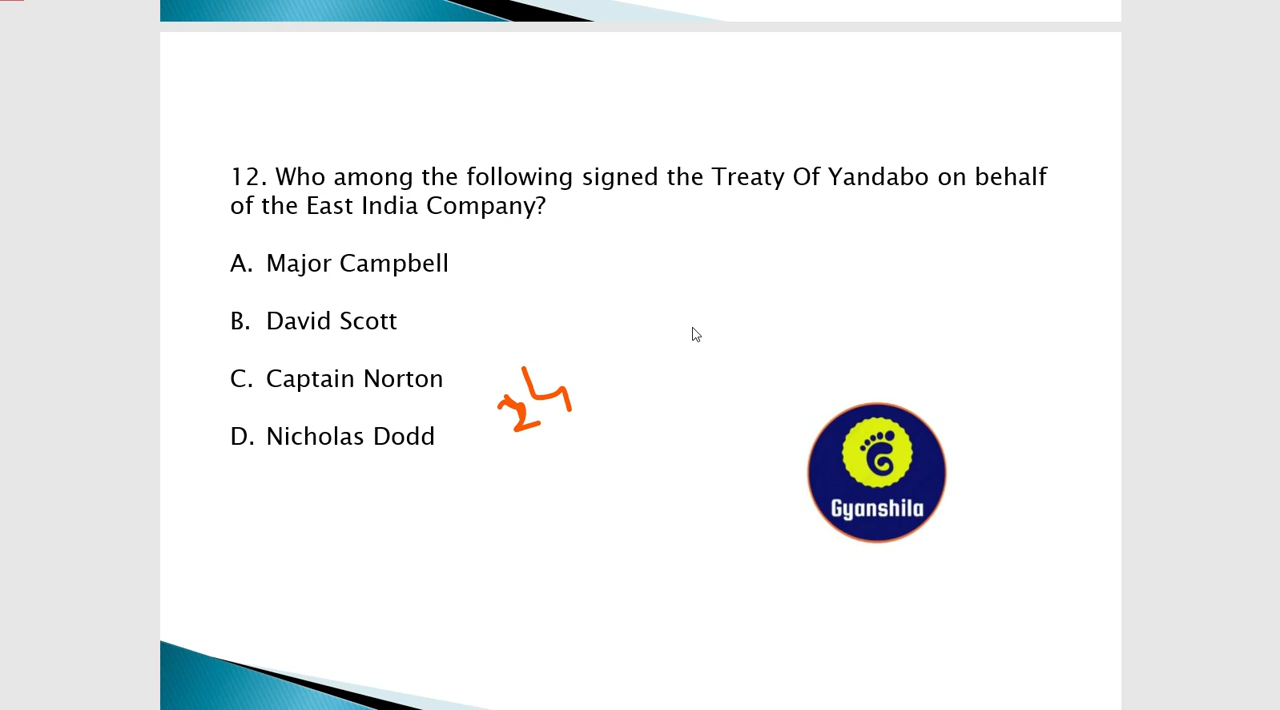 12. Who among the following signed the Treaty Of Yandabo on behalf
of the East India Company?
A. Major Campbell
B. David Scott
C. Captain Norton
D. Nicholas Dodd
Gyanshila